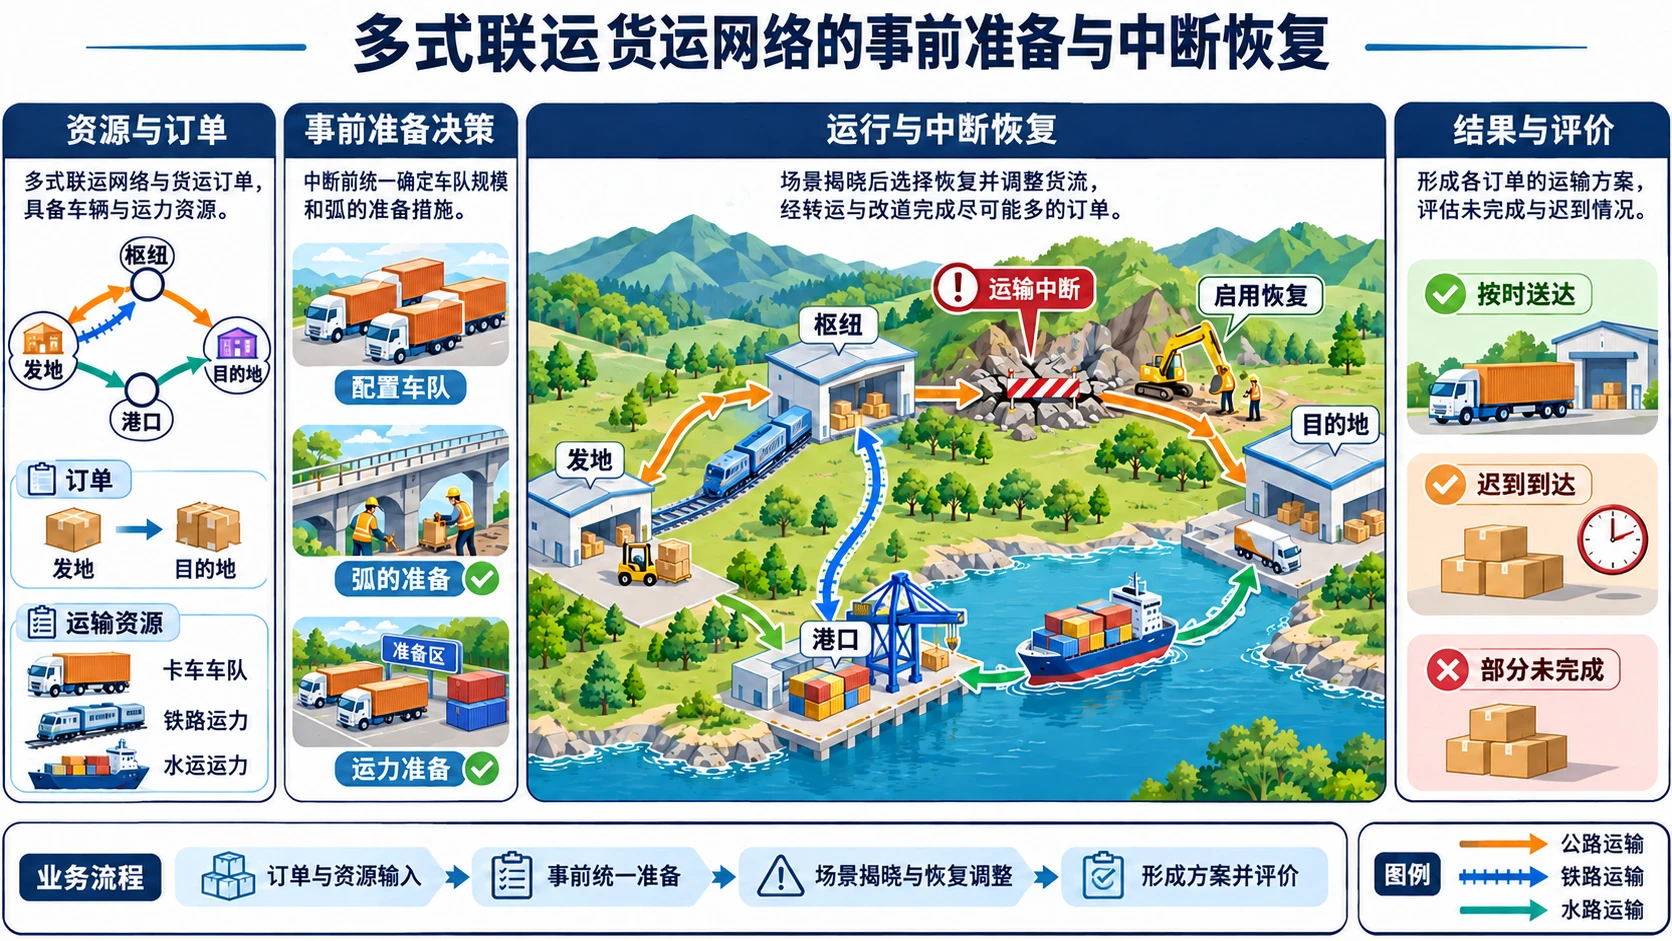 多式联运货运网络的事前准备与中断恢复
资源与订单
多式联运网络与货运订单，
具备车辆与运力资源。
枢纽
发地
目的地
港口
订单
发地
目的地
运输资源
卡车车队
铁路运力
水运运力
事前准备决策
中断前统一确定车队规模
和弧的准备措施。
配置车队
弧的准备
准备区
运力准备
运行与中断恢复
场景揭晓后选择恢复并调整货流，
经转运与改道完成尽可能多的订单。
运输中断
启用恢复
枢纽
目的地
发地
港口
结果与评价
形成各订单的运输方案，
评估未完成与迟到情况。
按时送达
迟到到达
部分未完成
业务流程
订单与资源输入
事前统一准备
场景揭晓与恢复调整
形成方案并评价
图例
公路运输
铁路运输
水路运输